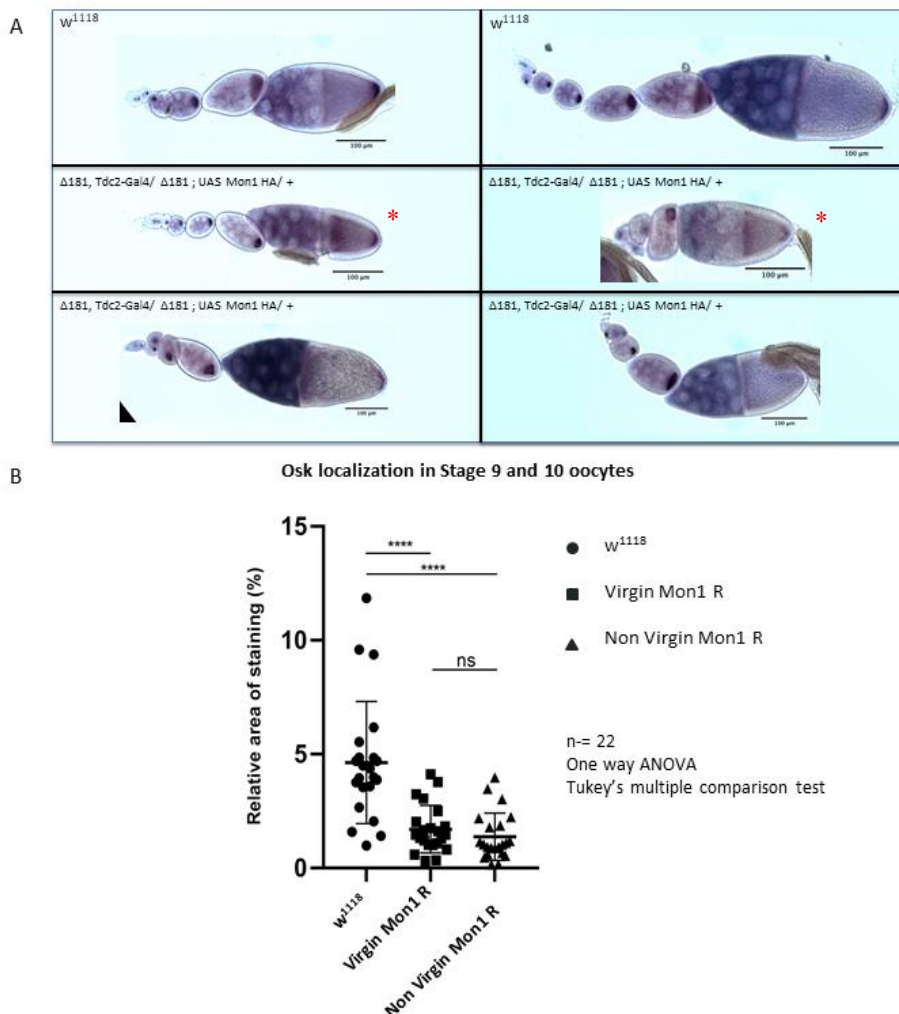 A
w1118
w1118
100 µm
100 µm
Δ181, Tdc2-Gal4/ Δ181 ; UAS Mon1 HA/ +
*
Δ181, Tdc2-Gal4/ Δ181 ; UAS Mon1 HA/ +
*
100 µm
100 µm
Δ181, Tdc2-Gal4/ Δ181 ; UAS Mon1 HA/ +
Δ181, Tdc2-Gal4/ Δ181 ; UAS Mon1 HA/ +
100 µm
100 µm
B
Osk localization in Stage 9 and 10 oocytes
Relative area of staining (%)
15
10
5
0
****
****
ns
w1118
Virgin Mon1 R
Non Virgin Mon1 R
w1118
Virgin Mon1 R
Non Virgin Mon1 R
n-= 22
One way ANOVA
Tukey's multiple comparison test